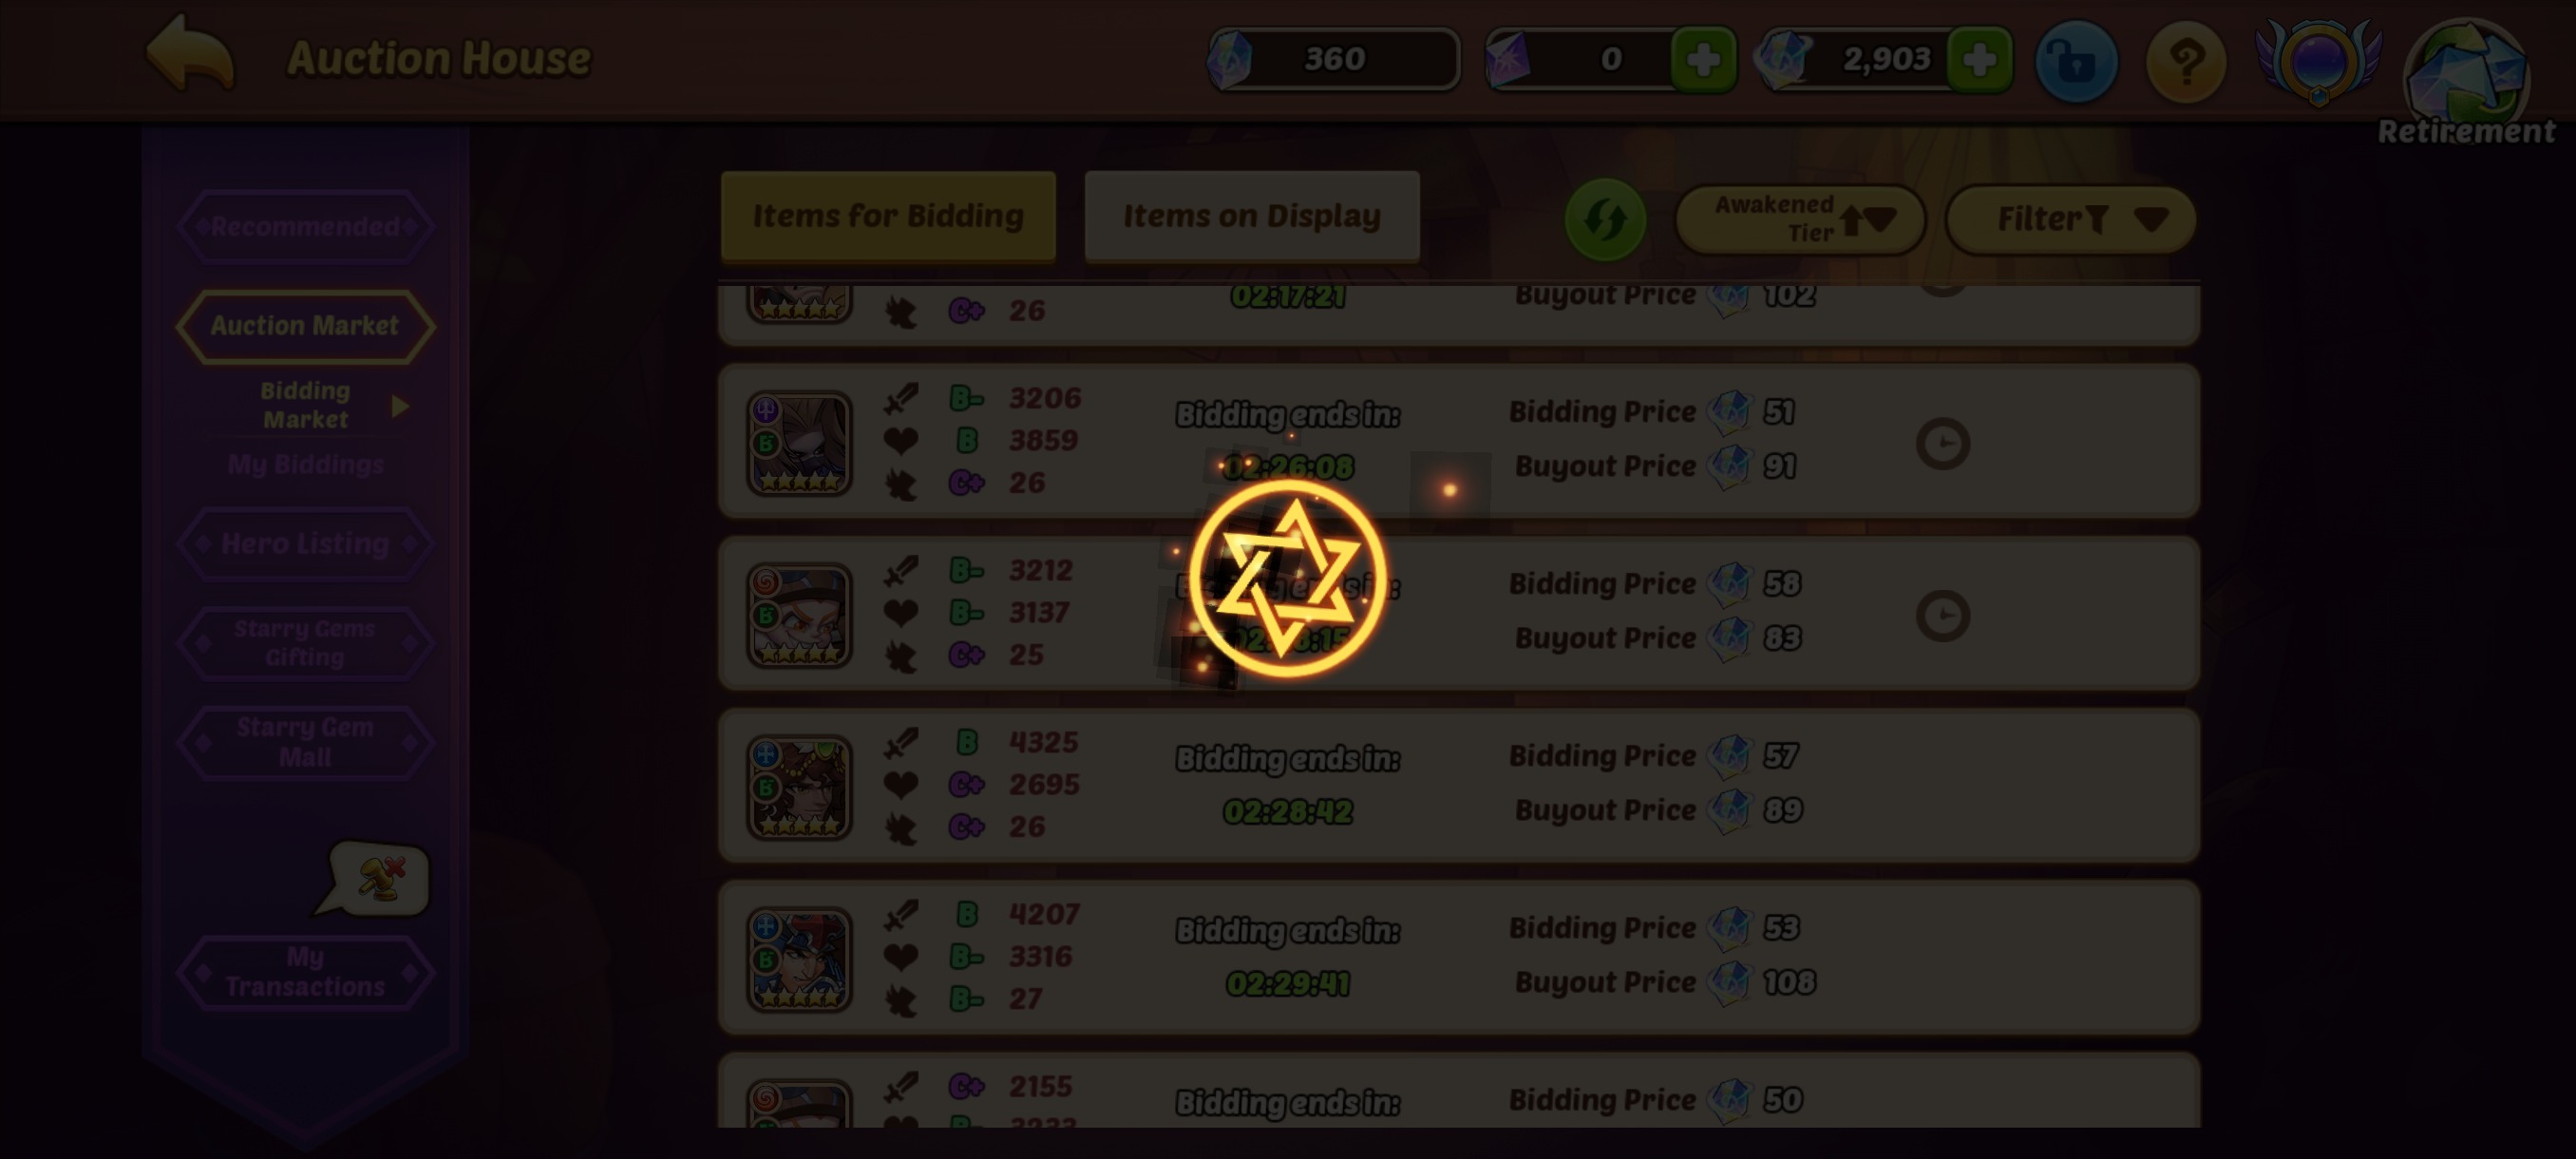 Auction House
360
0
2,903
Retirement
Recommended
Auction Market
Bidding
Market
My Biddings
Hero Listing
Starry Gems
Gifting
Starry Gem
Mall
My
Transactions
Items for Bidding
Items on Display
Awakened
Tier
Filter
C+ 26
02:17:21
Buyout Price 102
B- 3206
B 3859
C+ 26
Bidding ends in:
02:26:08
Bidding Price 51
Buyout Price 91
B- 3212
B- 3137
C+ 25
Bidding Price 58
Buyout Price 83
B 4325
C+ 2695
C+ 26
Bidding ends in:
02:28:42
Bidding Price 57
Buyout Price 89
B 4207
B- 3316
B- 27
Bidding ends in:
02:29:41
Bidding Price 53
Buyout Price 108
C+ 2155
Bidding ends in:
Bidding Price 50